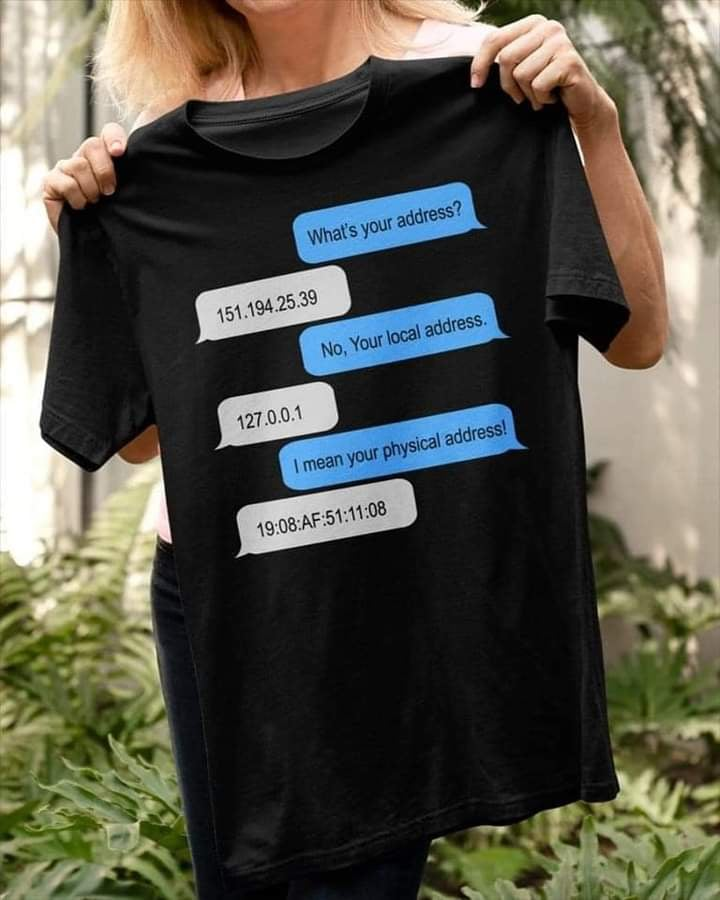 What's your address?
151.194.25.39
No, Your local address.
127.0.0.1
I mean your physical address!
19:08:AF:51:11:08